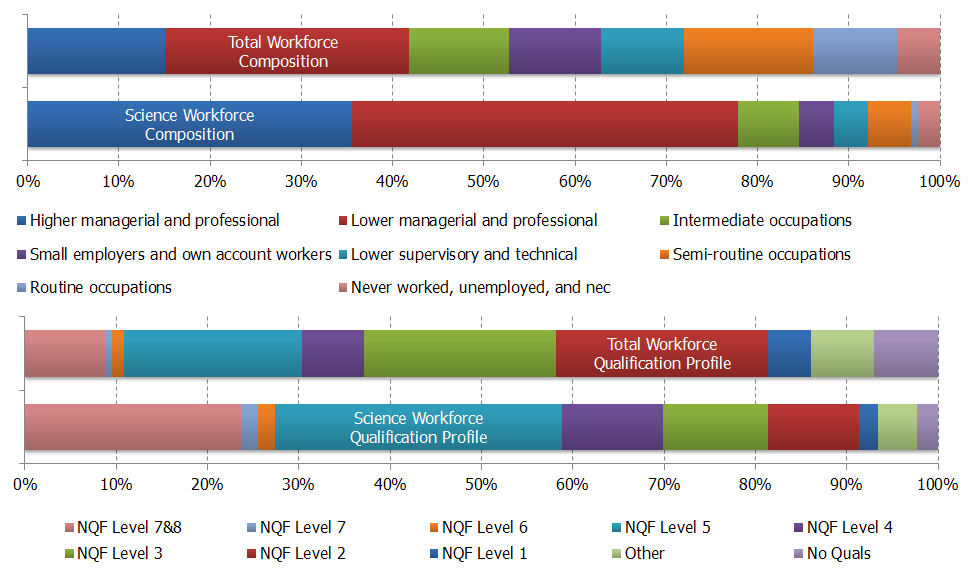 Total Workforce
Composition
Science Workforce
Composition
0% 10% 20% 30% 40% 50% 60% 70% 80% 90% 100%
Higher managerial and professional Lower managerial and professional Intermediate occupations
Small employers and own account workers Lower supervisory and technical Semi-routine occupations
Routine occupations Never worked, unemployed, and nec
Total Workforce
Qualification Profile
Science Workforce
Qualification Profile
0% 10% 20% 30% 40% 50% 60% 70% 80% 90% 100%
NQF Level 7&8 NQF Level 7 NQF Level 6 NQF Level 5 NQF Level 4
NQF Level 3 NQF Level 2 NQF Level 1 Other No Quals